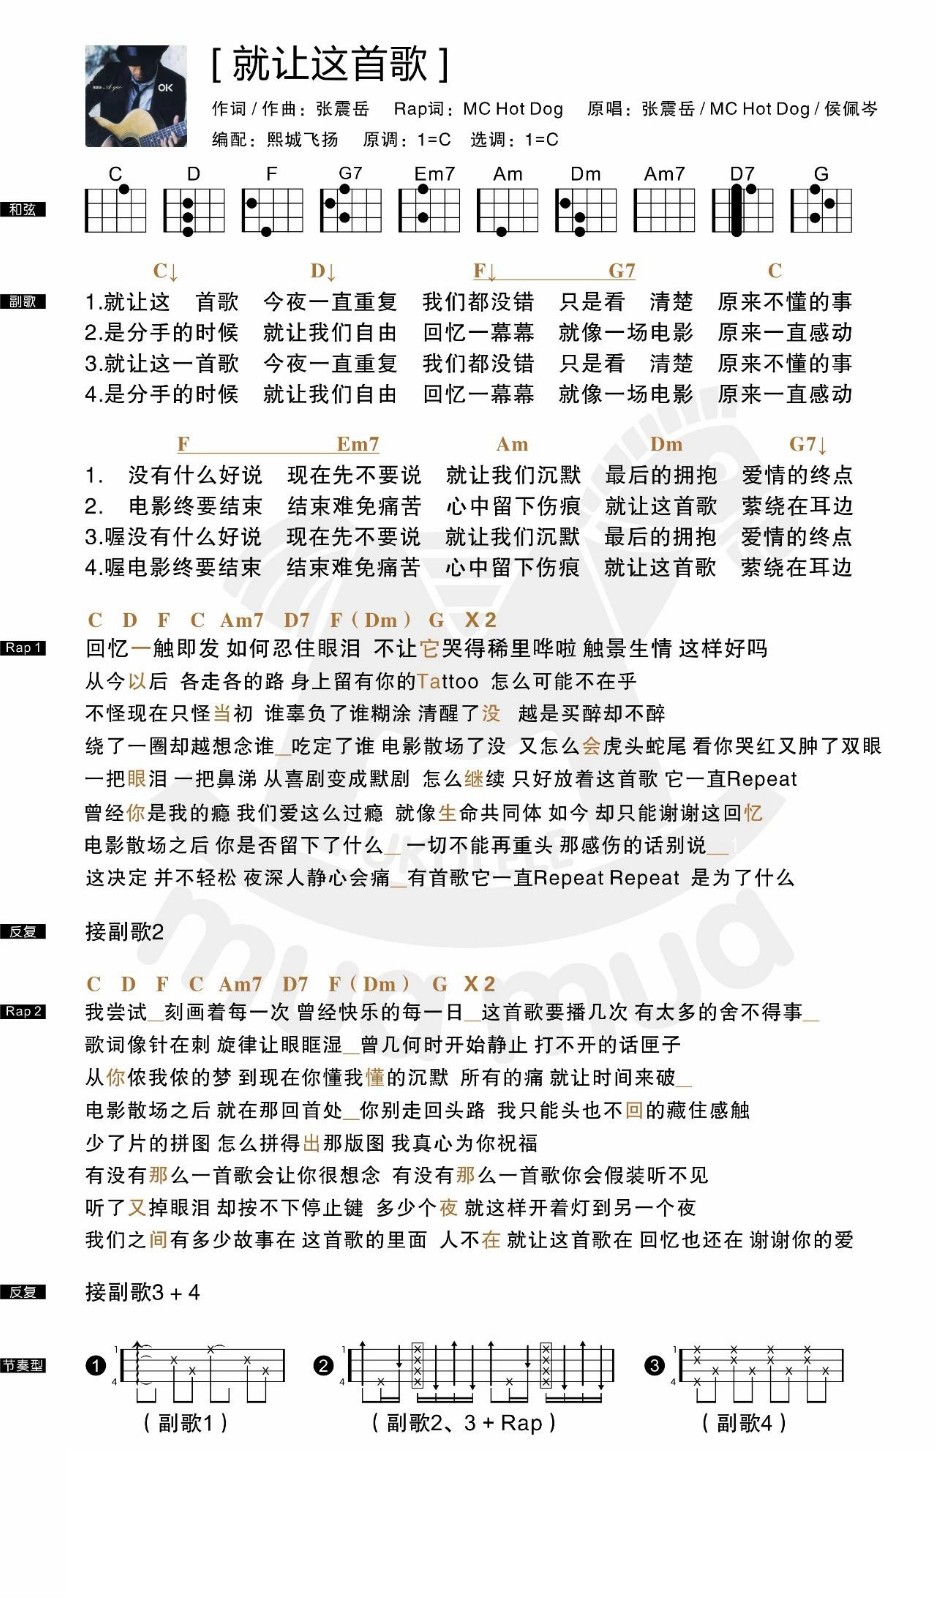 [ 就让这首歌 ]
OK
作词 / 作曲：张震岳 Rap词：MC Hot Dog 原唱：张震岳 / MC Hot Dog / 侯佩岑
编配：熙城飞扬 原调：1=C 选调：1=C
和弦
C D F G7 Em7 Am Dm Am7 D7 G
C↓ D↓ F↓ G7 C
副歌
1.就让这 首歌 今夜一直重复 我们都没错 只是看 清楚 原来不懂的事
2.是分手的时候 就让我们自由 回忆一幕幕 就像一场电影 原来一直感动
3.就让这一首歌 今夜一直重复 我们都没错 只是看 清楚 原来不懂的事
4.是分手的时候 就让我们自由 回忆一幕幕 就像一场电影 原来一直感动
F Em7 Am Dm G7↓
1. 没有什么好说 现在先不要说 就让我们沉默 最后的拥抱 爱情的终点
2. 电影终要结束 结束难免痛苦 心中留下伤痕 就让这首歌 萦绕在耳边
3.喔没有什么好说 现在先不要说 就让我们沉默 最后的拥抱 爱情的终点
4.喔电影终要结束 结束难免痛苦 心中留下伤痕 就让这首歌 萦绕在耳边
C D F C Am7 D7 F（Dm） G X 2
Rap 1
回忆一触即发 如何忍住眼泪 不让它哭得稀里哗啦 触景生情 这样好吗
从今以后 各走各的路 身上留有你的Tattoo 怎么可能不在乎
不怪现在只怪当初 谁辜负了谁糊涂 清醒了没 越是买醉却不醉
绕了一圈却越想念谁_吃定了谁 电影散场了没 又怎么会虎头蛇尾 看你哭红又肿了双眼
一把眼泪 一把鼻涕 从喜剧变成默剧 怎么继续 只好放着这首歌 它一直Repeat
曾经你是我的瘾 我们爱这么过瘾 就像生命共同体 如今 却只能谢谢这回忆
电影散场之后 你是否留下了什么_ 一切不能再重头 那感伤的话别说__1
这决定 并不轻松 夜深人静心会痛_有首歌它一直Repeat Repeat 是为了什么
UKULELE
mua mua
反复
接副歌2
C D F C Am7 D7 F（Dm） G X 2
Rap 2
我尝试_刻画着每一次 曾经快乐的每一日_这首歌要播几次 有太多的舍不得事_
歌词像针在刺 旋律让眼眶湿_曾几何时开始静止 打不开的话匣子
从你侬我侬的梦 到现在你懂我懂的沉默 所有的痛 就让时间来破_
电影散场之后 就在那回首处_你别走回头路 我只能头也不回的藏住感触
少了片的拼图 怎么拼得出那版图 我真心为你祝福
有没有那么一首歌会让你很想念 有没有那么一首歌你会假装听不见
听了又掉眼泪 却按不下停止键 多少个夜 就这样开着灯到另一个夜
我们之间有多少故事在 这首歌的里面 人不在 就让这首歌在 回忆也还在 谢谢你的爱
反复
接副歌3 + 4
节奏型
1 1 4
2 1 4
3 1 4
（ 副歌1 ） （ 副歌2、3 + Rap ） （ 副歌4 ）